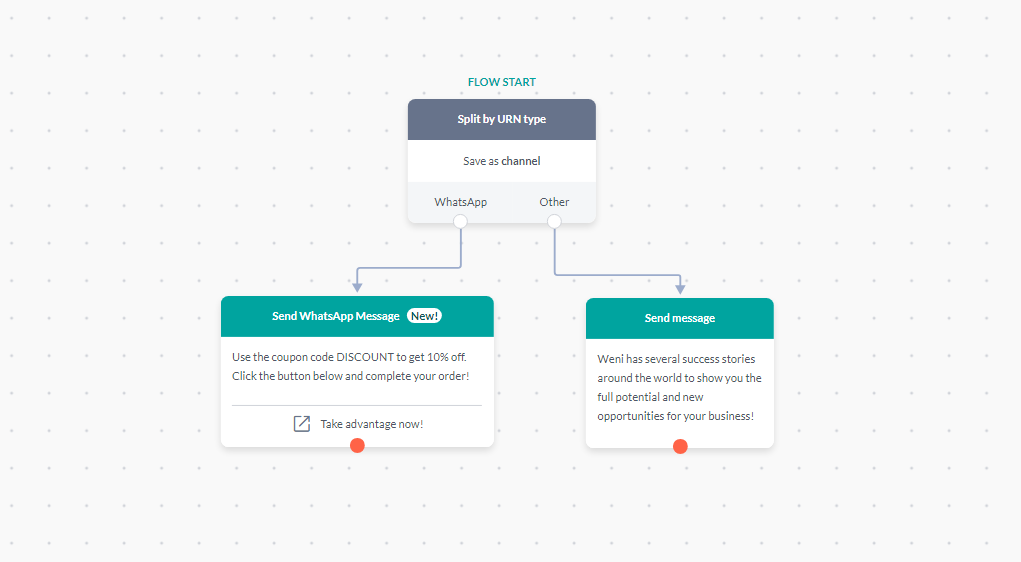 FLOW START
Split by URN type
Save as channel
WhatsApp
Other
Send WhatsApp Message New!
Use the coupon code DISCOUNT to get 10% off.
Click the button below and complete your order!
Take advantage now!
Send message
Weni has several success stories
around the world to show you the
full potential and new
opportunities for your business!